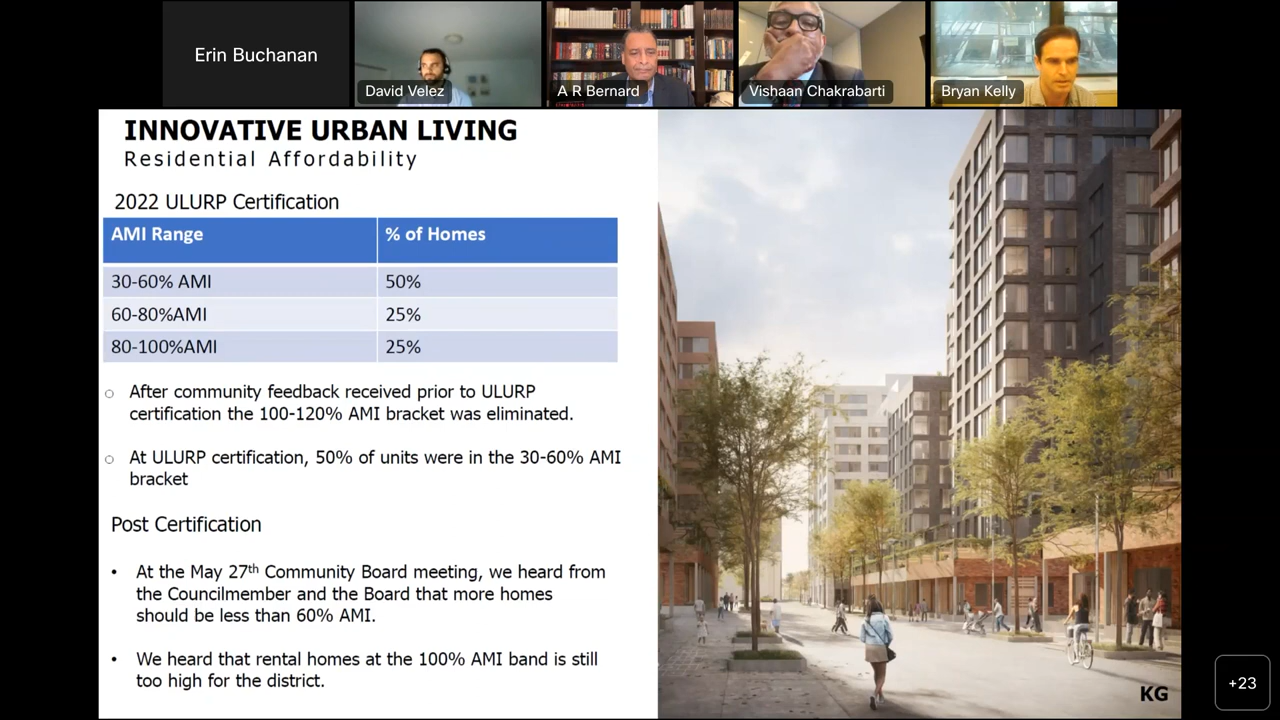 Erin Buchanan
David Velez
A R Bernard
Vishaan Chakrabarti
Bryan Kelly
INNOVATIVE URBAN LIVING
Residential Affordability
2022 ULURP Certification
AMI Range % of Homes
30-60% AMI 50%
60-80%AMI 25%
80-100%AMI 25%
After community feedback received prior to ULURP
certification the 100-120% AMI bracket was eliminated.
At ULURP certification, 50% of units were in the 30-60% AMI
bracket
Post Certification
• At the May 27th Community Board meeting, we heard from
the Councilmember and the Board that more homes
should be less than 60% AMI.
• We heard that rental homes at the 100% AMI band is still
too high for the district.
KG
+23